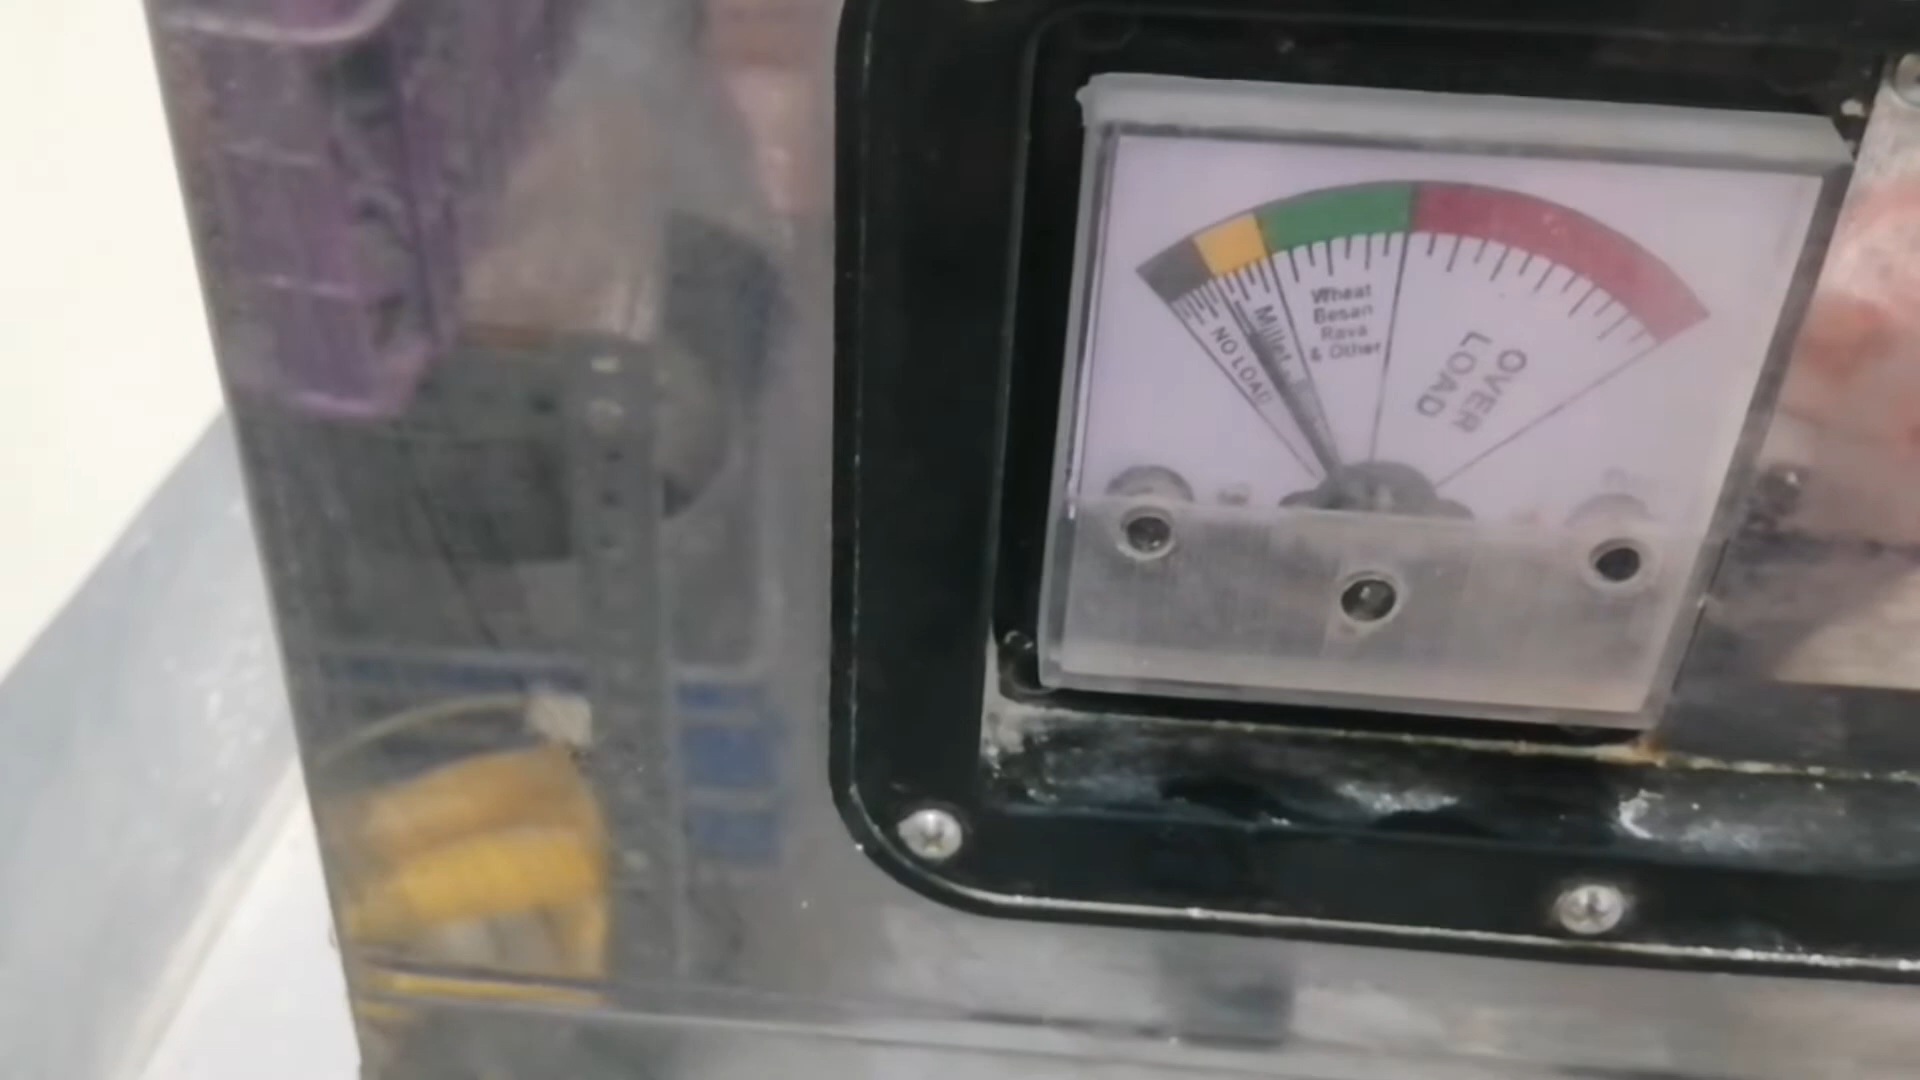 NO LOAD
Millet
Wheat
Besan
Rava
& Other
OVER
LOAD